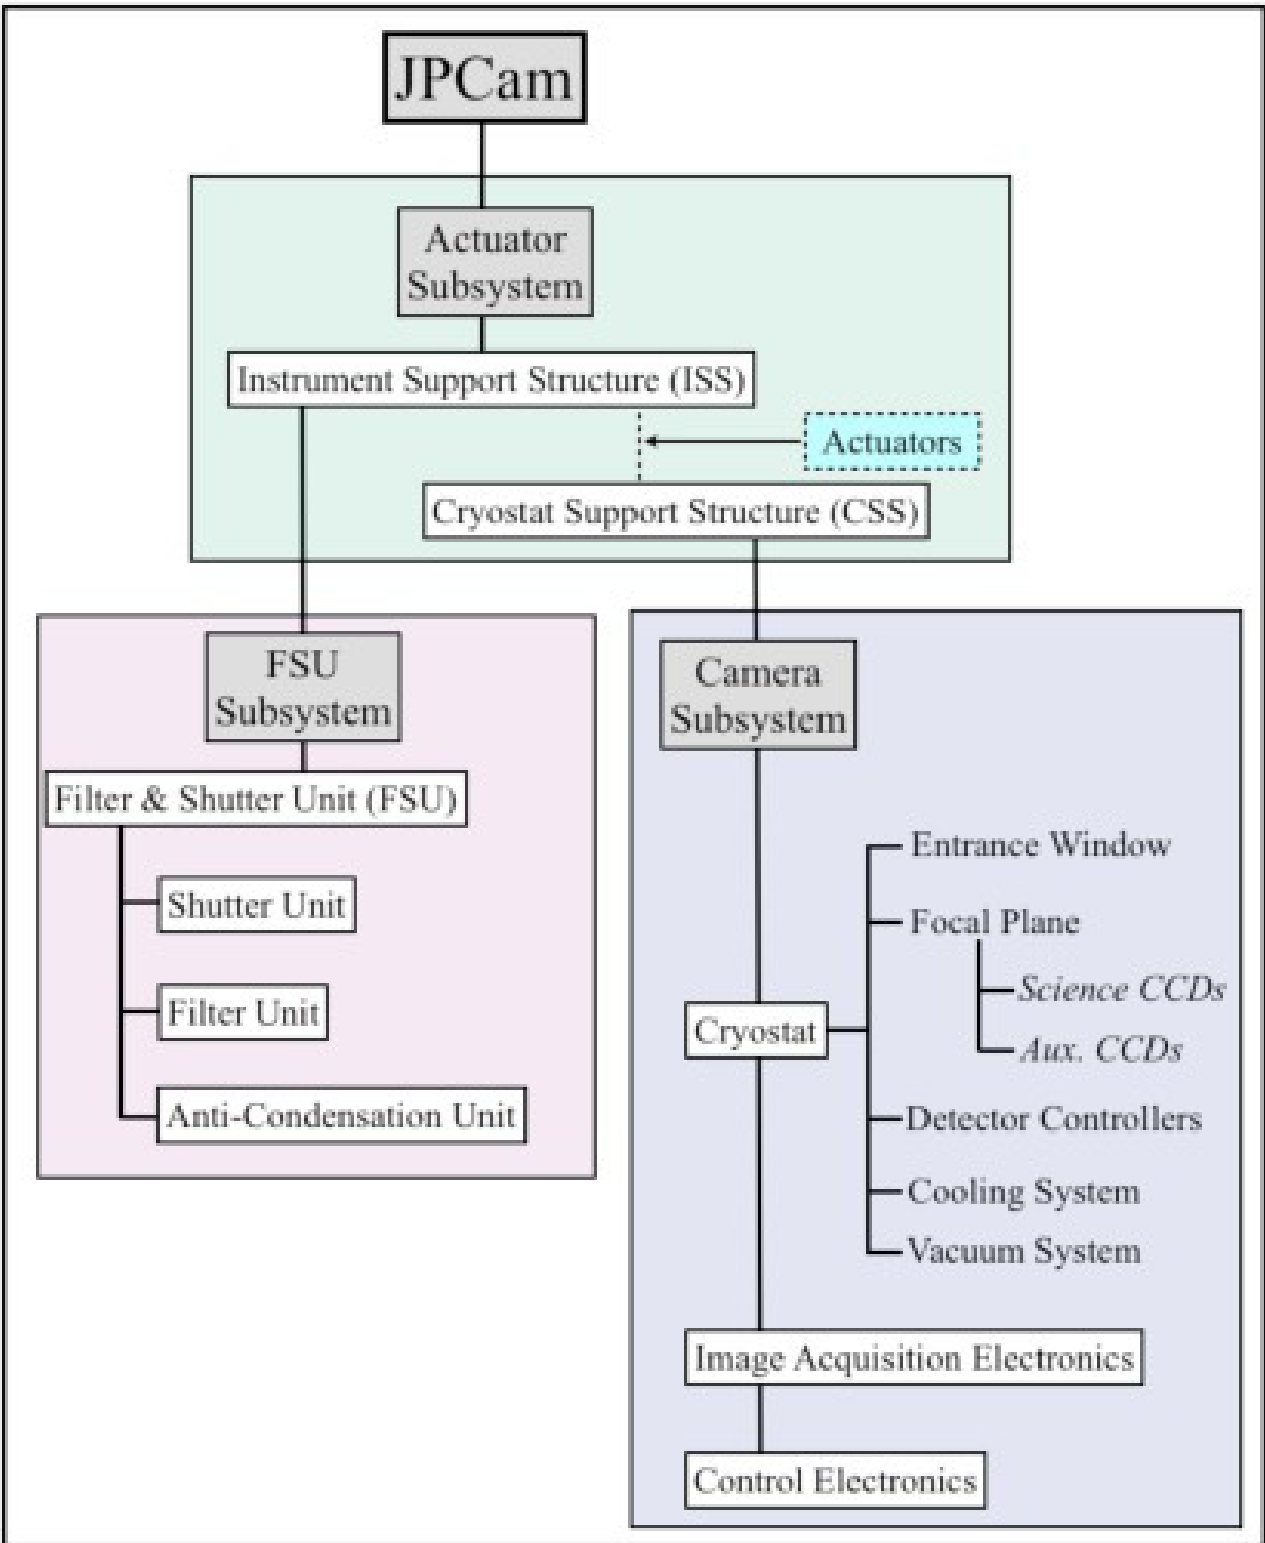 JPCam
Actuator
Subsystem
Instrument Support Structure (ISS)
Actuators
Cryostat Support Structure (CSS)
FSU
Subsystem
Filter & Shutter Unit (FSU)
Shutter Unit
Filter Unit
Anti-Condensation Unit
Camera
Subsystem
Entrance Window
Focal Plane
Science CCDs
Cryostat
Aux. CCDs
Detector Controllers
Cooling System
Vacuum System
Image Acquisition Electronics
Control Electronics